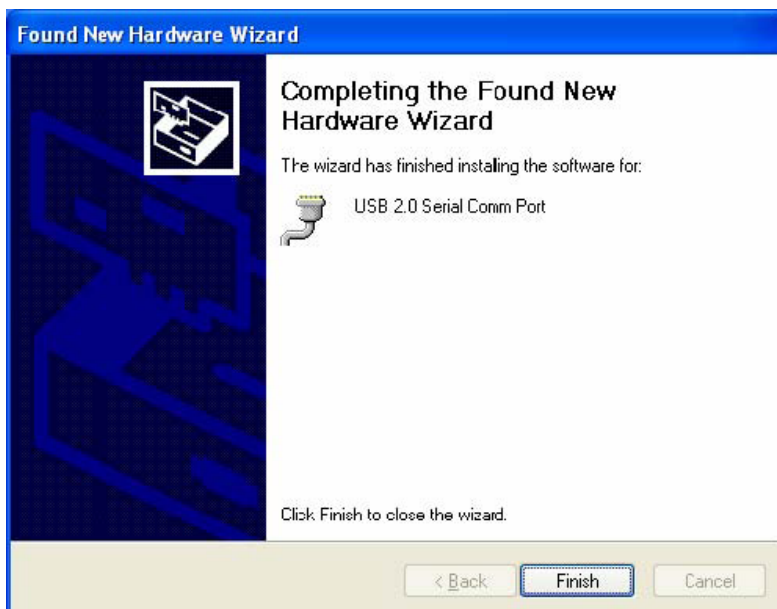 Found New Hardware Wizard
Completing the Found New
Hardware Wizard
The wizard has finished instaling the software for:
USB 2.0 Serial Comm Port
Click Finish to close the wizard.
< Back
Finish
Cancel